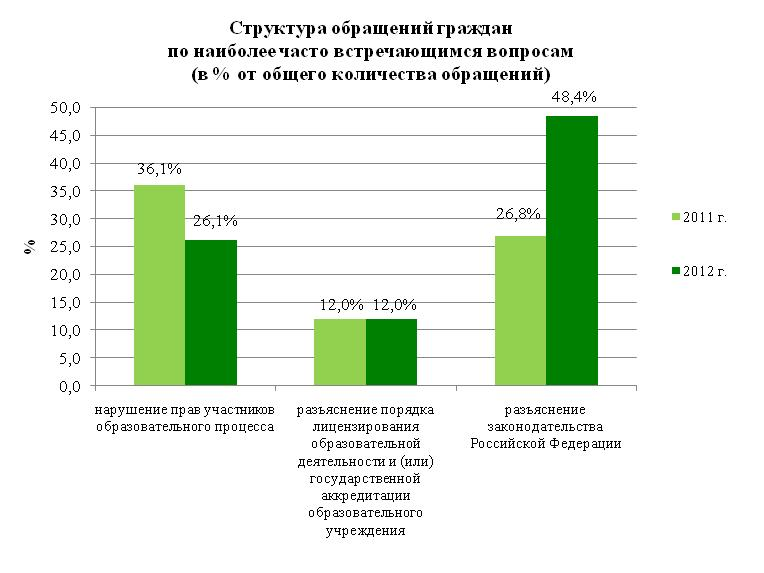 Структура обращений граждан
по наиболее часто встречающимся вопросам
(в % от общего количества обращений)
50,0
45,0
40,0
35,0
30,0
25,0
20,0
15,0
10,0
5,0
0,0
%
36,1%
26,1%
12,0%
12,0%
26,8%
48,4%
2011 г.
2012 г.
нарушение прав участников
образовательного процесса
разъяснение порядка
лицензирования
образовательной
деятельности и (или)
государственной
аккредитации
образовательного
учреждения
разъяснение
законодательства
Российской Федерации